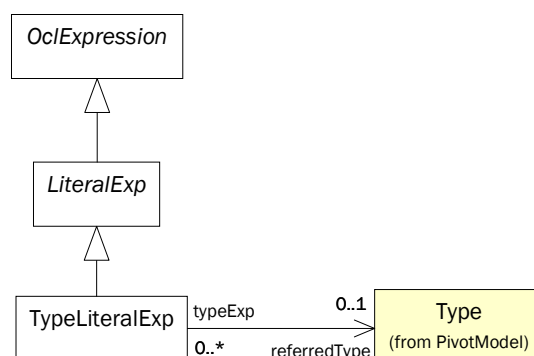 OclExpression
LiteralExp
TypeLiteralExp
typeExp
0..1
0..*
referredType
Type
(from PivotModel)